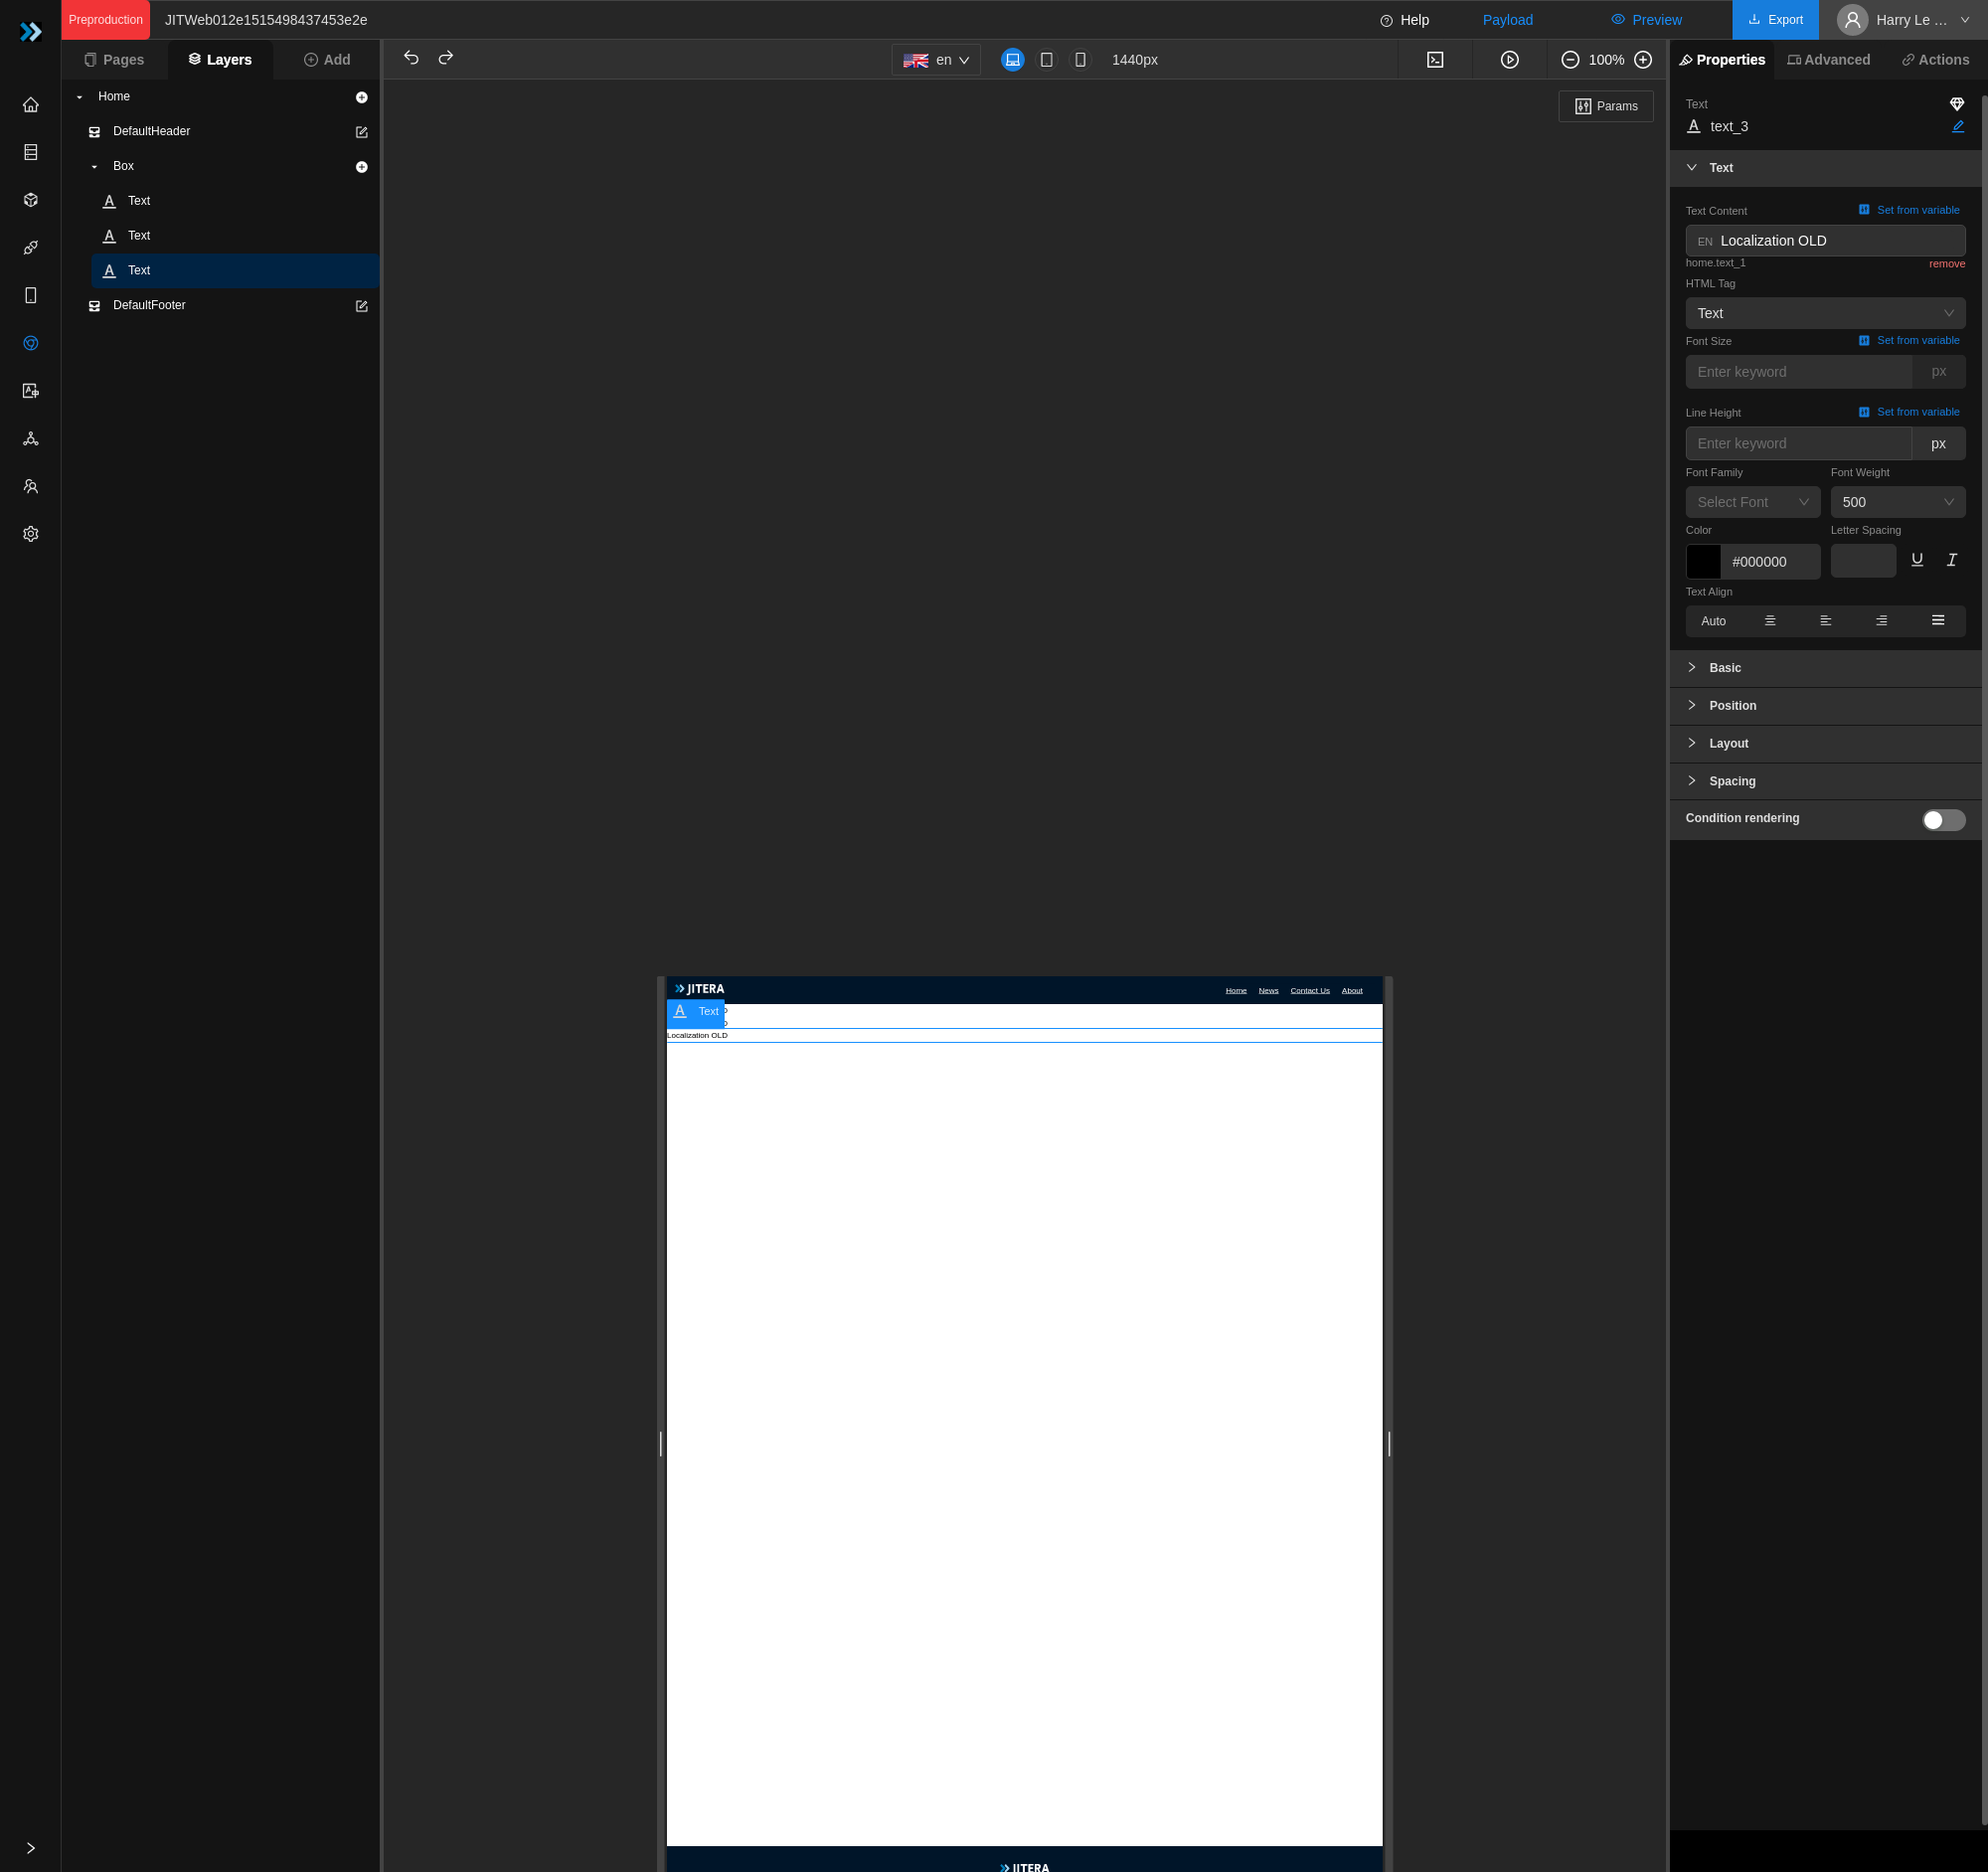 Preproduction
JITWeb012e1515498437453e2e
Help
Payload
Preview
Export
Harry Le ...
Pages
Layers
Add
en
1440px
100%
Properties
Advanced
Actions
Home
DefaultHeader
Box
Text
Text
Text
DefaultFooter
Params
JITERA
Home
News
Contact Us
About
Text
Localization OLD
JITERA
Text
text_3
Text
Text Content
Set from variable
EN
Localization OLD
home.text_1
remove
HTML Tag
Text
Font Size
Set from variable
Enter keyword
px
Line Height
Set from variable
Enter keyword
px
Font Family
Font Weight
Select Font
500
Color
Letter Spacing
#000000
Text Align
Auto
Basic
Position
Layout
Spacing
Condition rendering